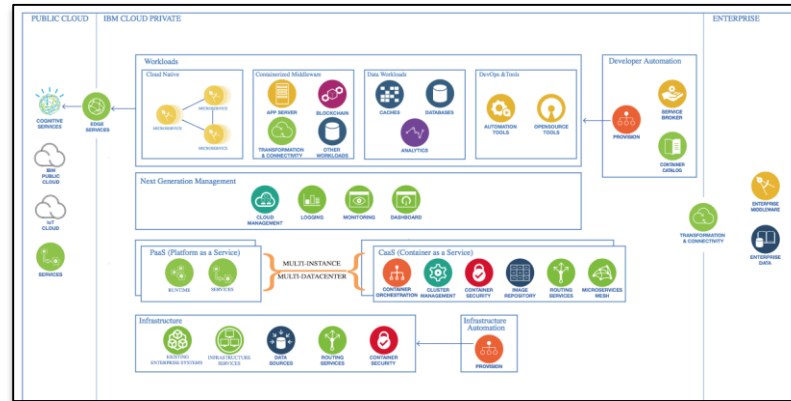 PUBLIC CLOUD
IBM CLOUD PRIVATE
ENTERPRISE
COGNITIVE
SERVICES
IBM
PUBLIC
CLOUD
IoT
CLOUD
SERVICES
EDGE
SERVICES
Workloads
Cloud Native
MICROSERVICE
MICROSERVICE
MICROSERVICE
Containerized Middleware
APP SERVER
BLOCKCHAIN
TRANSFORMATION
& CONNECTIVITY
OTHER
WORKLOADS
Data Workloads
CACHES
DATABASES
ANALYTICS
DevOps &Tools
AUTOMATION
TOOLS
OPENSOURCE
TOOLS
Developer Automation
PROVISION
SERVICE
BROKER
CONTAINER
CATALOG
Next Generation Management
CLOUD
MANAGEMENT
LOGGING
MONITORING
DASHBOARD
TRANSFORMATION
& CONNECTIVITY
ENTERPRISE
MIDDLEWARE
ENTERPRISE
DATA
PaaS (Platform as a Service)
RUNTIME
SERVICES
MULTI-INSTANCE
MULTI-DATACENTER
CaaS (Container as a Service)
CONTAINER
ORCHESTRATION
CLUSTER
MANAGEMENT
CONTAINER
SECURITY
IMAGE
REPOSITORY
ROUTING
SERVICES
MICROSERVICES
MESH
Infrastructure
EXISTING
ENTERPRISE SYSTEMS
INFRASTRUCTURE
SERVICES
DATA
SOURCES
ROUTING
SERVICES
CONTAINER
SECURITY
Infrastructure
Automation
PROVISION